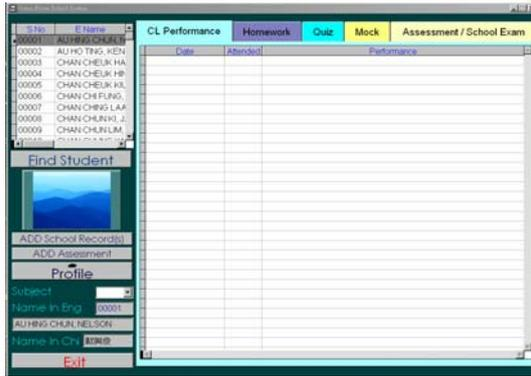 S.No E Name
00001 AU HING CHUN, N
00002 AU HO TING, KEN
00003 CHAN CHEUK HA
00004 CHAN CHEUK HIN
00005 CHAN CHEUK KI,
00006 CHAN CHI FUNG,
00007 CHAN CHING LAA
00008 CHAN CHUN KI, J.
00009 CHAN CHUN LIM,
Find Student
ADD School Record(s)
ADD Assessment
Profile
Subject
Name In Eng 00001
AU HING CHUN, NELSON
Name In Chi
Exit
CL Performance Homework Quiz Mock Assessment / School Exam
Date Attended Performance